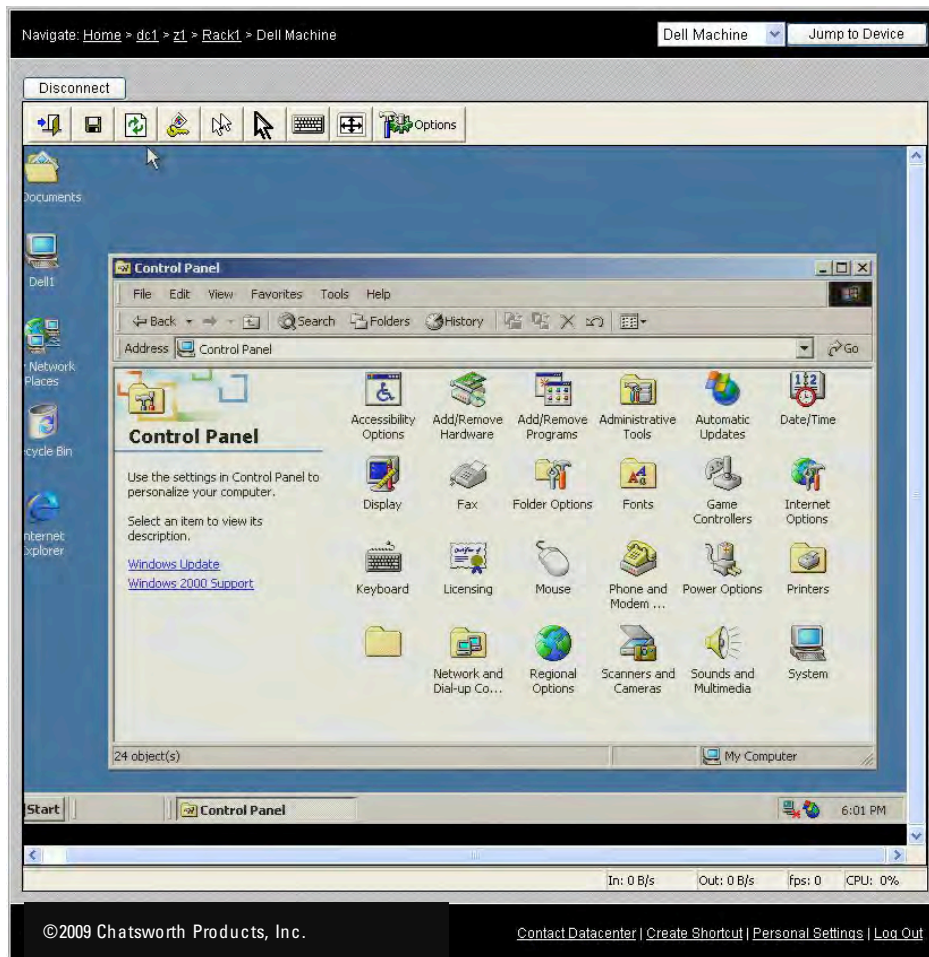 Navigate: Home > dc1 > z1 > Rack1 > Dell Machine
Dell Machine
Jump to Device
Disconnect
Options
Documents
Dell1
Network
Places
cycle Bin
nternet
xplorer
Control Panel
File Edit View Favorites Tools Help
Back
Search
Folders
History
Address
Control Panel
Go
Control Panel
Use the settings in Control Panel to
personalize your computer.
Select an item to view its
description.
Windows Update
Windows 2000 Support
Accessibility
Options
Add/Remove
Hardware
Add/Remove
Programs
Administrative
Tools
Automatic
Updates
Date/Time
Display
Fax
Folder Options
Fonts
Game
Controllers
Internet
Options
Keyboard
Licensing
Mouse
Phone and
Modem ...
Power Options
Printers
Network and
Dial-up Co...
Regional
Options
Scanners and
Cameras
Sounds and
Multimedia
System
24 object(s)
My Computer
Start
Control Panel
6:01 PM
In: 0 B/s
Out: 0 B/s
fps: 0
CPU: 0%
©2009 Chatsworth Products, Inc.
Contact Datacenter | Create Shortcut | Personal Settings | Log Out